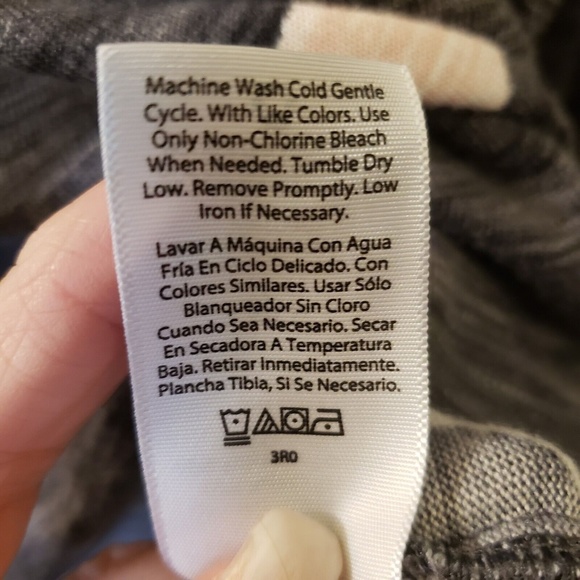 Machine Wash Cold Gentle
Cycle. With Like Colors. Use
Only Non-Chlorine Bleach
When Needed. Tumble Dry
Low. Remove Promptly. Low
Iron If Necessary.
Lavar A Máquina Con Agua
Fría En Ciclo Delicado. Con
Colores Similares. Usar Sólo
Blanqueador Sin Cloro
Cuando Sea Necesario. Secar
En Secadora A Temperatura
Baja. Retirar Inmediatamente.
Plancha Tibia, Si Se Necesario.
3R0